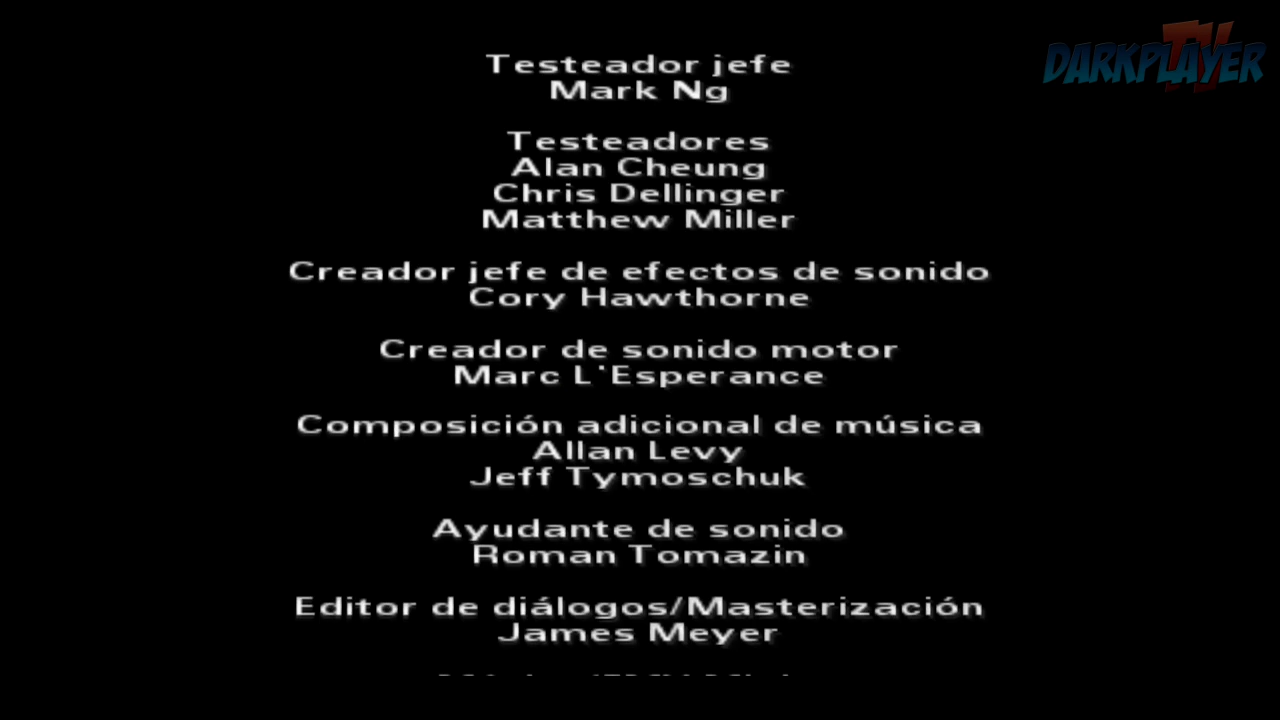 DARKPLAYER
TV
Testeador jefe
Mark Ng
Testeadores
Alan Cheung
Chris Dellinger
Matthew Miller
Creador jefe de efectos de sonido
Cory Hawthorne
Creador de sonido motor
Marc L'Esperance
Composición adicional de música
Allan Levy
Jeff Tymoschuk
Ayudante de sonido
Roman Tomazin
Editor de diálogos/Masterización
James Meyer